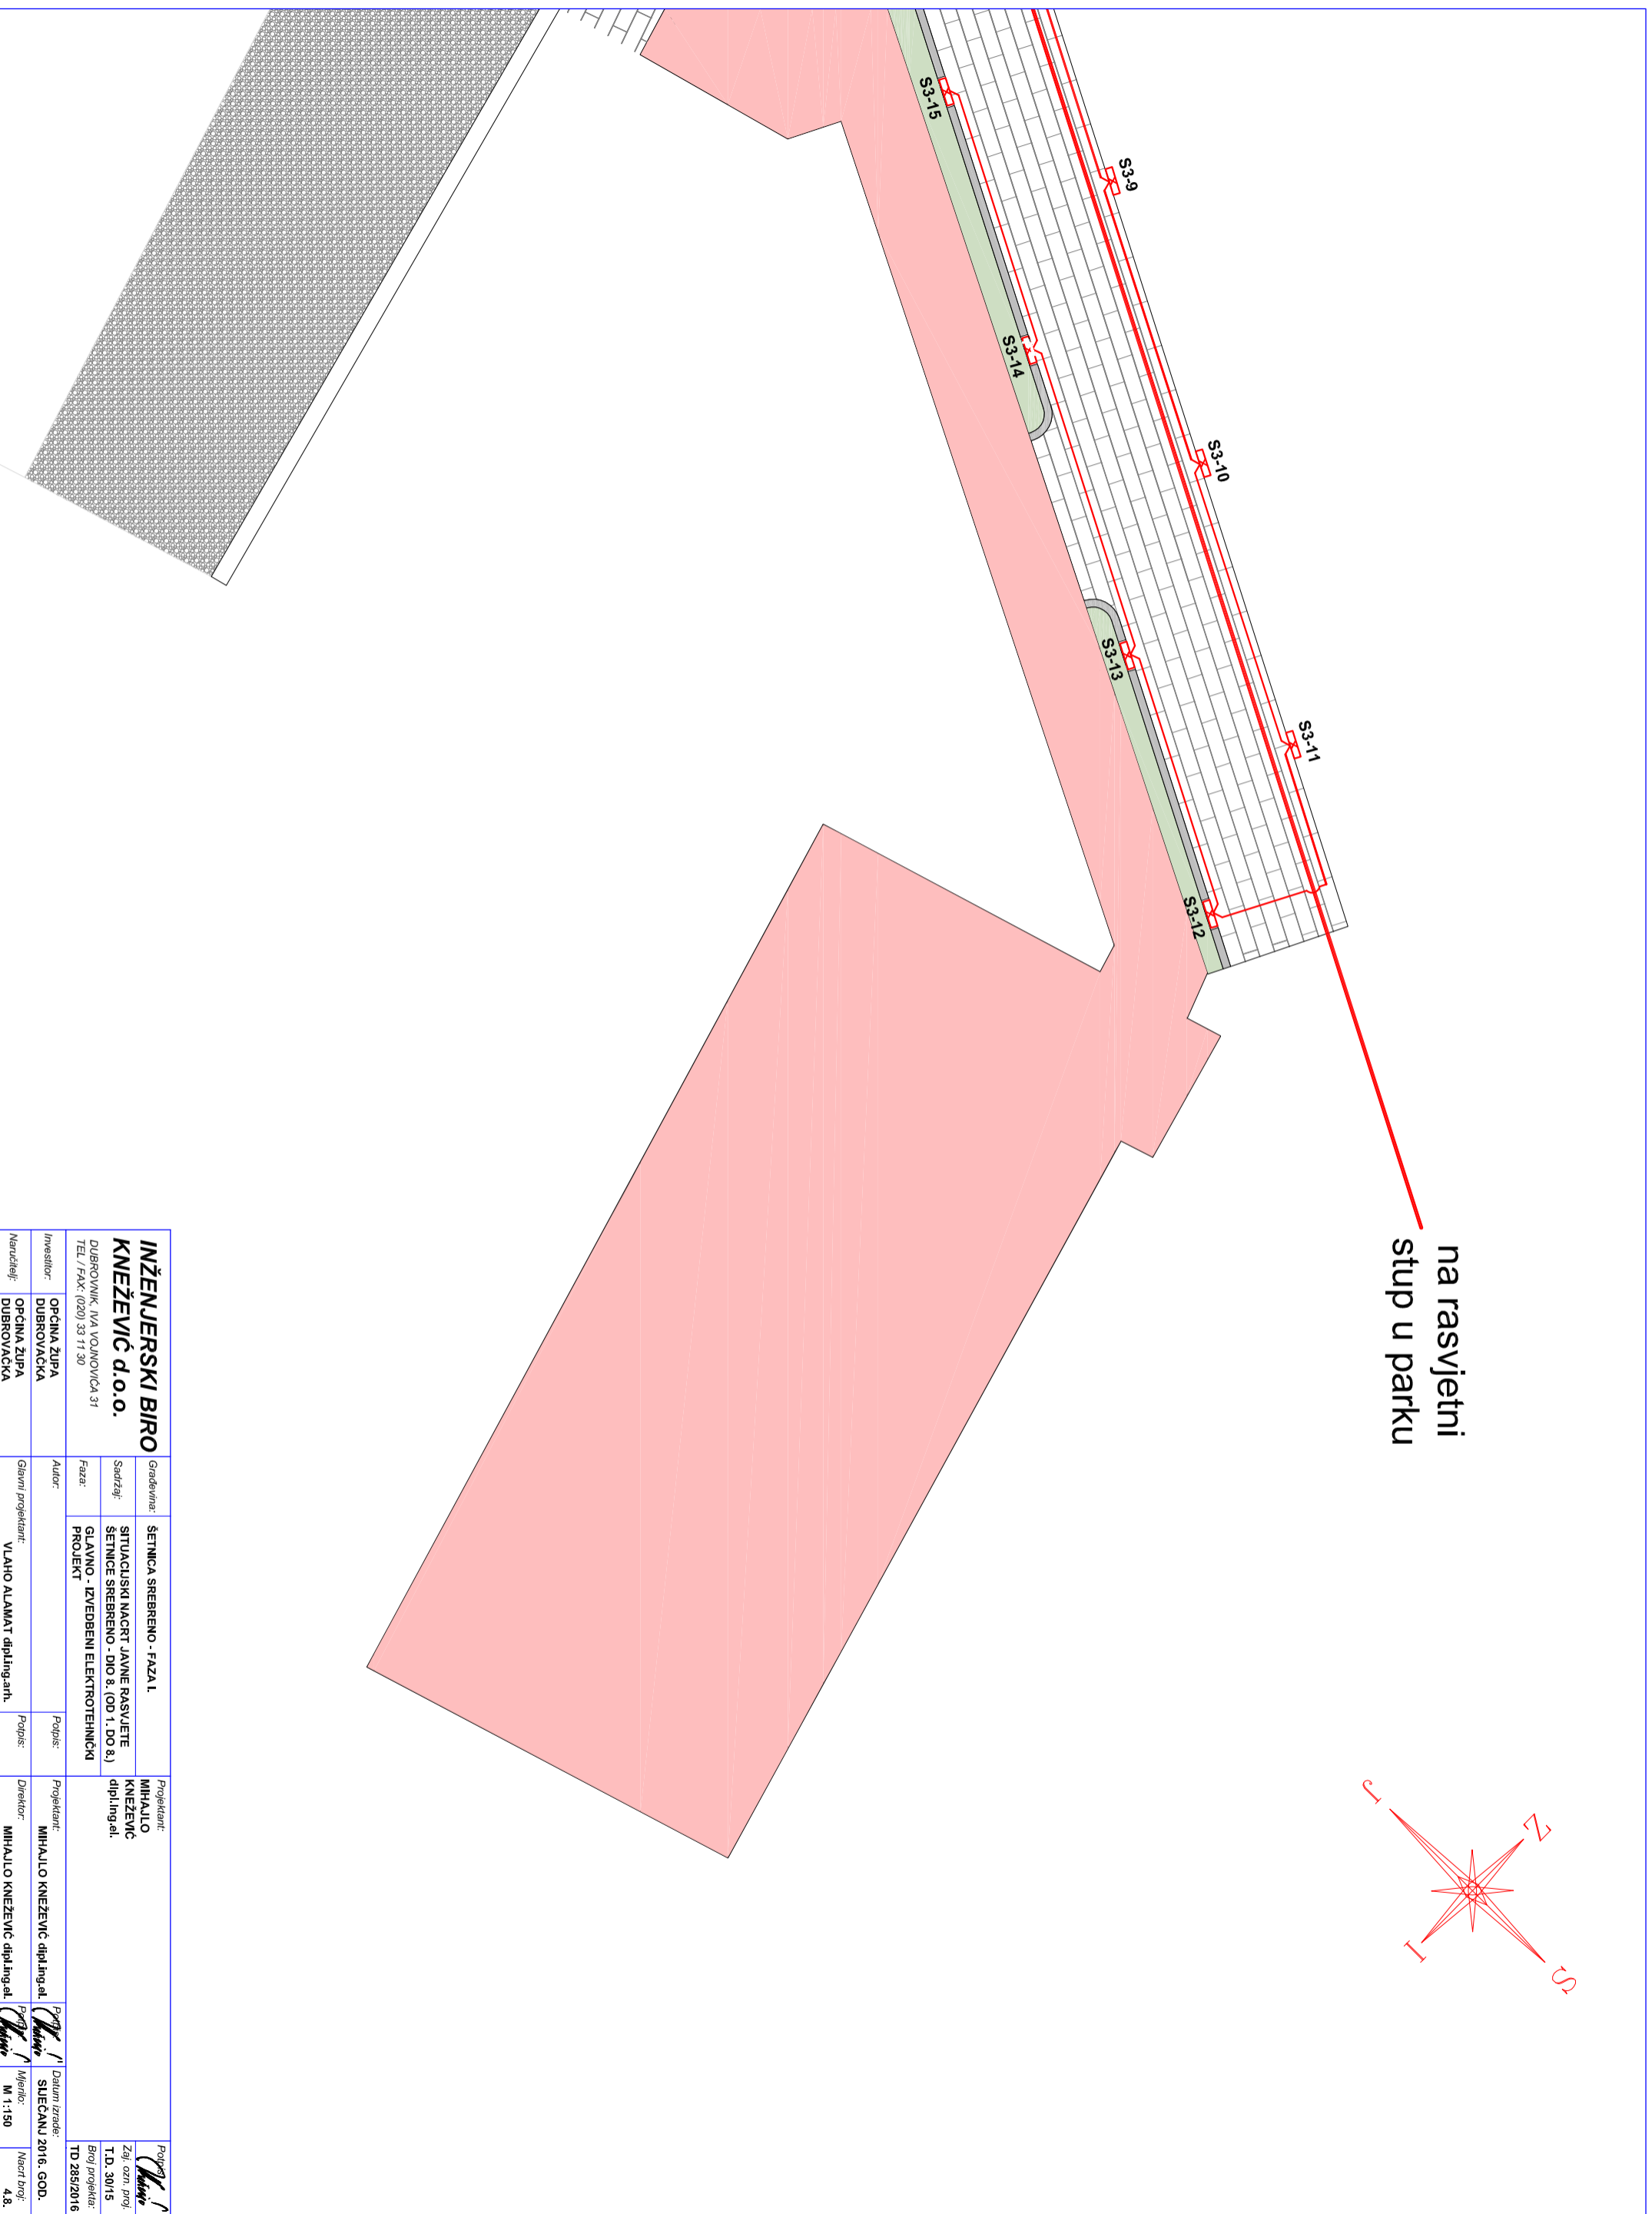 S3-9
S3-10
S3-11
S3-15
S3-14
S3-13
S3-12
na rasvjetni
stup u parku
J
Z
I
S
INŽENJERSKI BIRO
KNEŽEVIĆ d.o.o.
DUBROVNIK, IVA VOJNOVIĆA 31
TEL / FAX: (020) 33 11 30
Građevina:
ŠETNICA SREBRENO - FAZA I.
Sadržaj:
SITUACIJSKI NACRT JAVNE RASVJETE
ŠETNICE SREBRENO - DIO 8. (OD 1. DO 8.)
Faza:
GLAVNO - IZVEDBENI ELEKTROTEHNIČKI
PROJEKT
Projektant:
MIHAJLO
KNEŽEVIĆ
dipl.ing.el.
Potpis:
Zaj. ozn. proj.
T.D. 30/15
Broj projekta:
TD 285/2016
Investitor:
OPĆINA ŽUPA
DUBROVAČKA
Autor:
Potpis:
Projektant:
MIHAJLO KNEŽEVIĆ dipl.ing.el.
Potpis:
Datum izrade:
SIJEČANJ 2016. GOD.
Naručitelj:
OPĆINA ŽUPA
DUBROVAČKA
Glavni projektant:
VLAHO ALAMAT dipl.ing.arh.
Potpis:
Direktor:
MIHAJLO KNEŽEVIĆ dipl.ing.el.
Potpis:
Mjerilo:
M 1:150
Nacrt broj:
4.8.